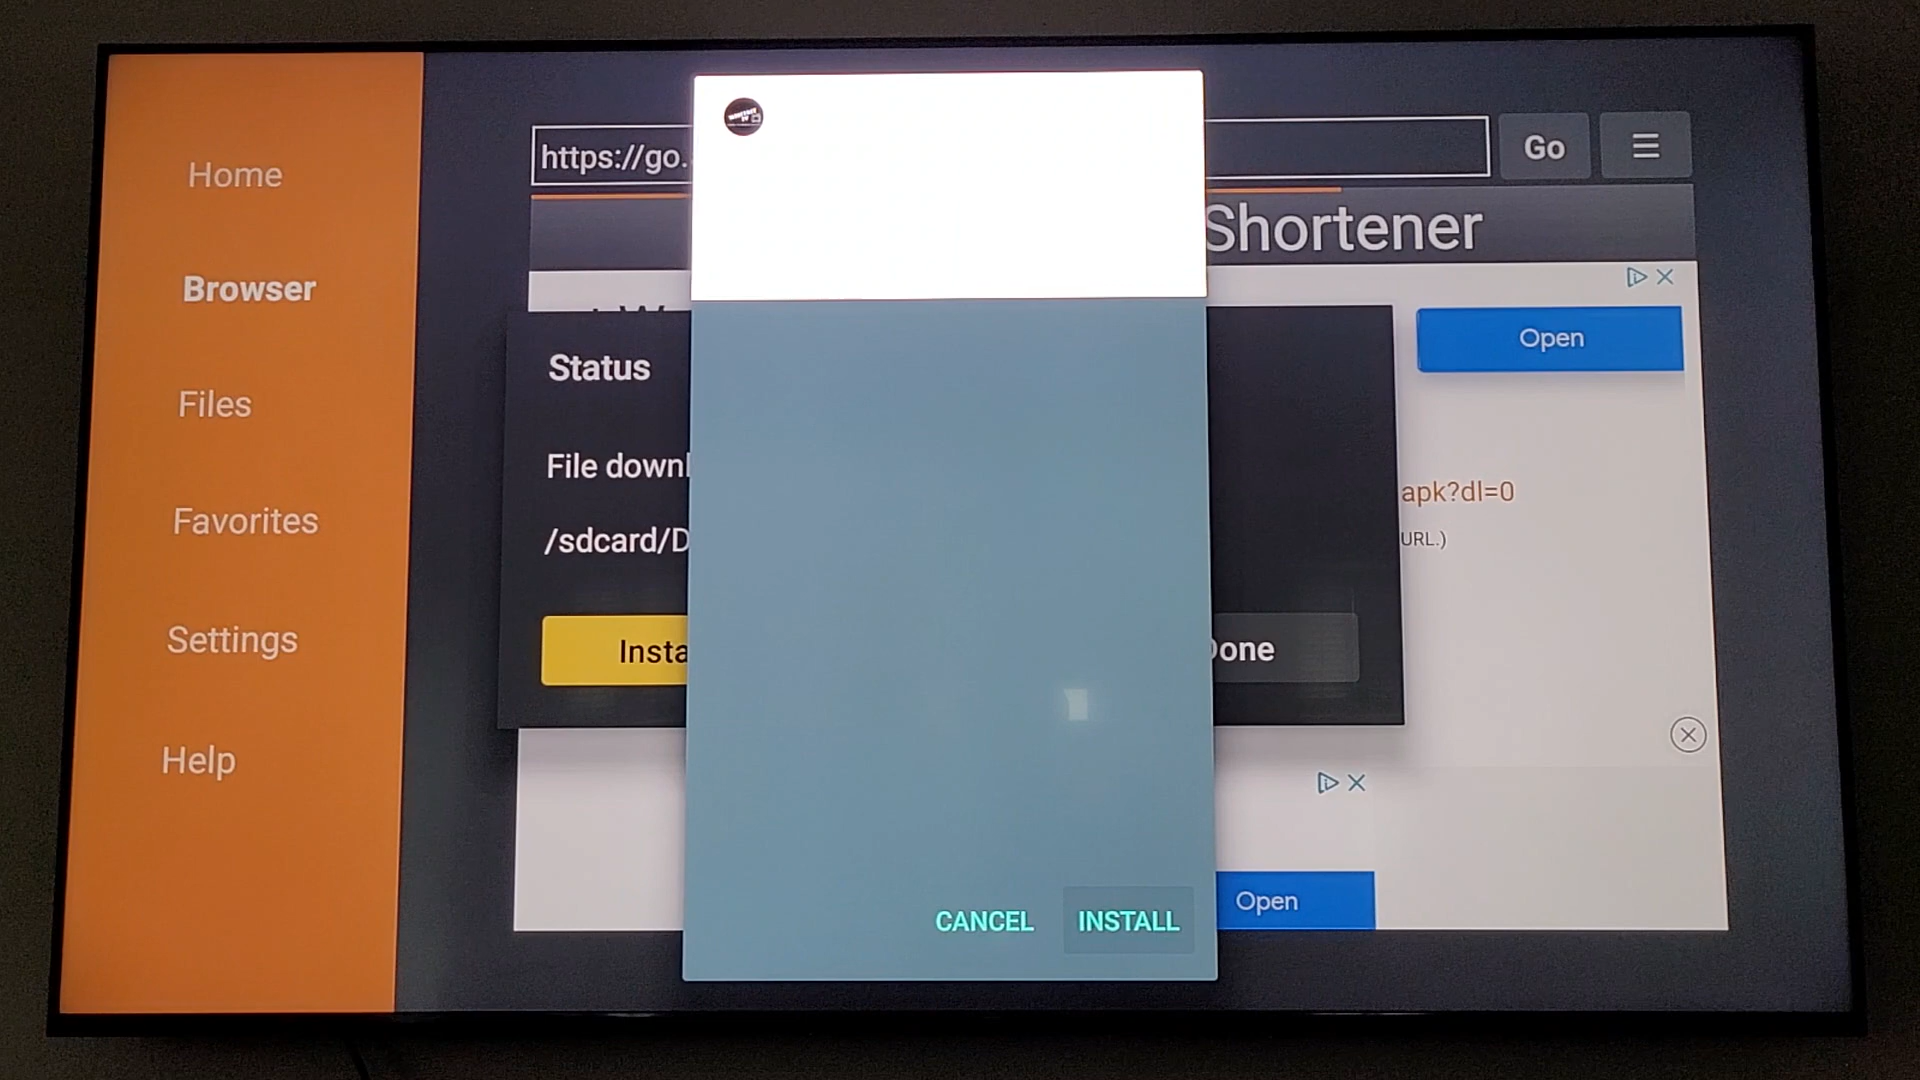 Home
Browser
Files
Favorites
Settings
Help
https://go.
Go
Shortener
Open
Status
File downl
/sdcard/D
apk?dl=0
URL.)
Insta
Done
CANCEL
INSTALL
Open